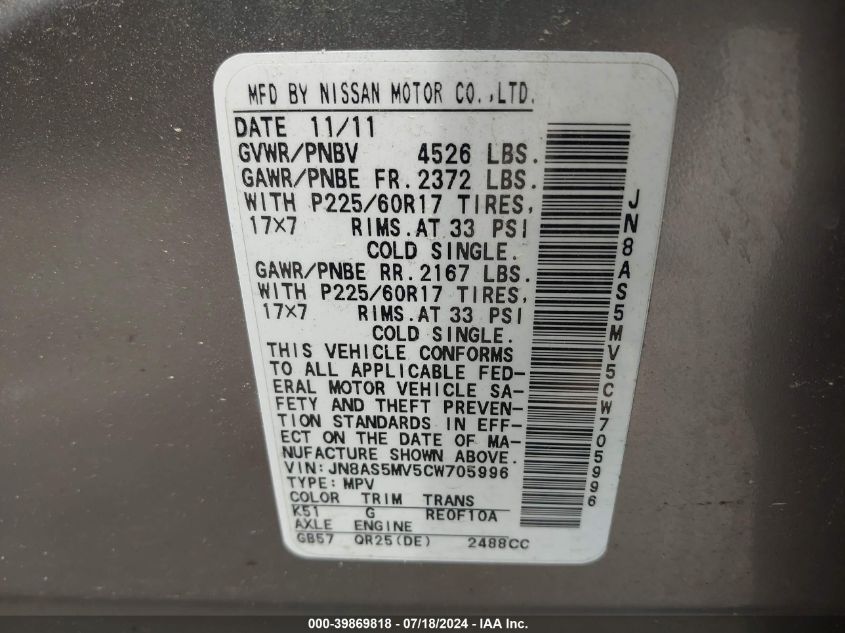 MFD BY NISSAN MOTOR CO.,LTD.
DATE 11/11
GVWR/PNBV 4526 LBS.
GAWR/PNBE FR.2372 LBS.
WITH P225/60R17 TIRES,
17×7 RIMS.AT 33 PSI
COLD SINGLE.
GAWR/PNBE RR.2167 LBS.
WITH P225/60R17 TIRES,
17×7 RIMS.AT 33 PSI
COLD SINGLE.
THIS VEHICLE CONFORMS
TO ALL APPLICABLE FED-
ERAL MOTOR VEHICLE SA-
FETY AND THEFT PREVEN-
TION STANDARDS IN EFF-
ECT ON THE DATE OF MA-
NUFACTURE SHOWN ABOVE.
VIN:JN8AS5MV5CW705996
TYPE:MPV
COLOR TRIM TRANS
K51 G RE0F10A
AXLE ENGINE
GB57 QR25(DE) 2488CC
JN8AS5MV5CW705996
000-39869818 - 07/18/2024 - IAAI.COM